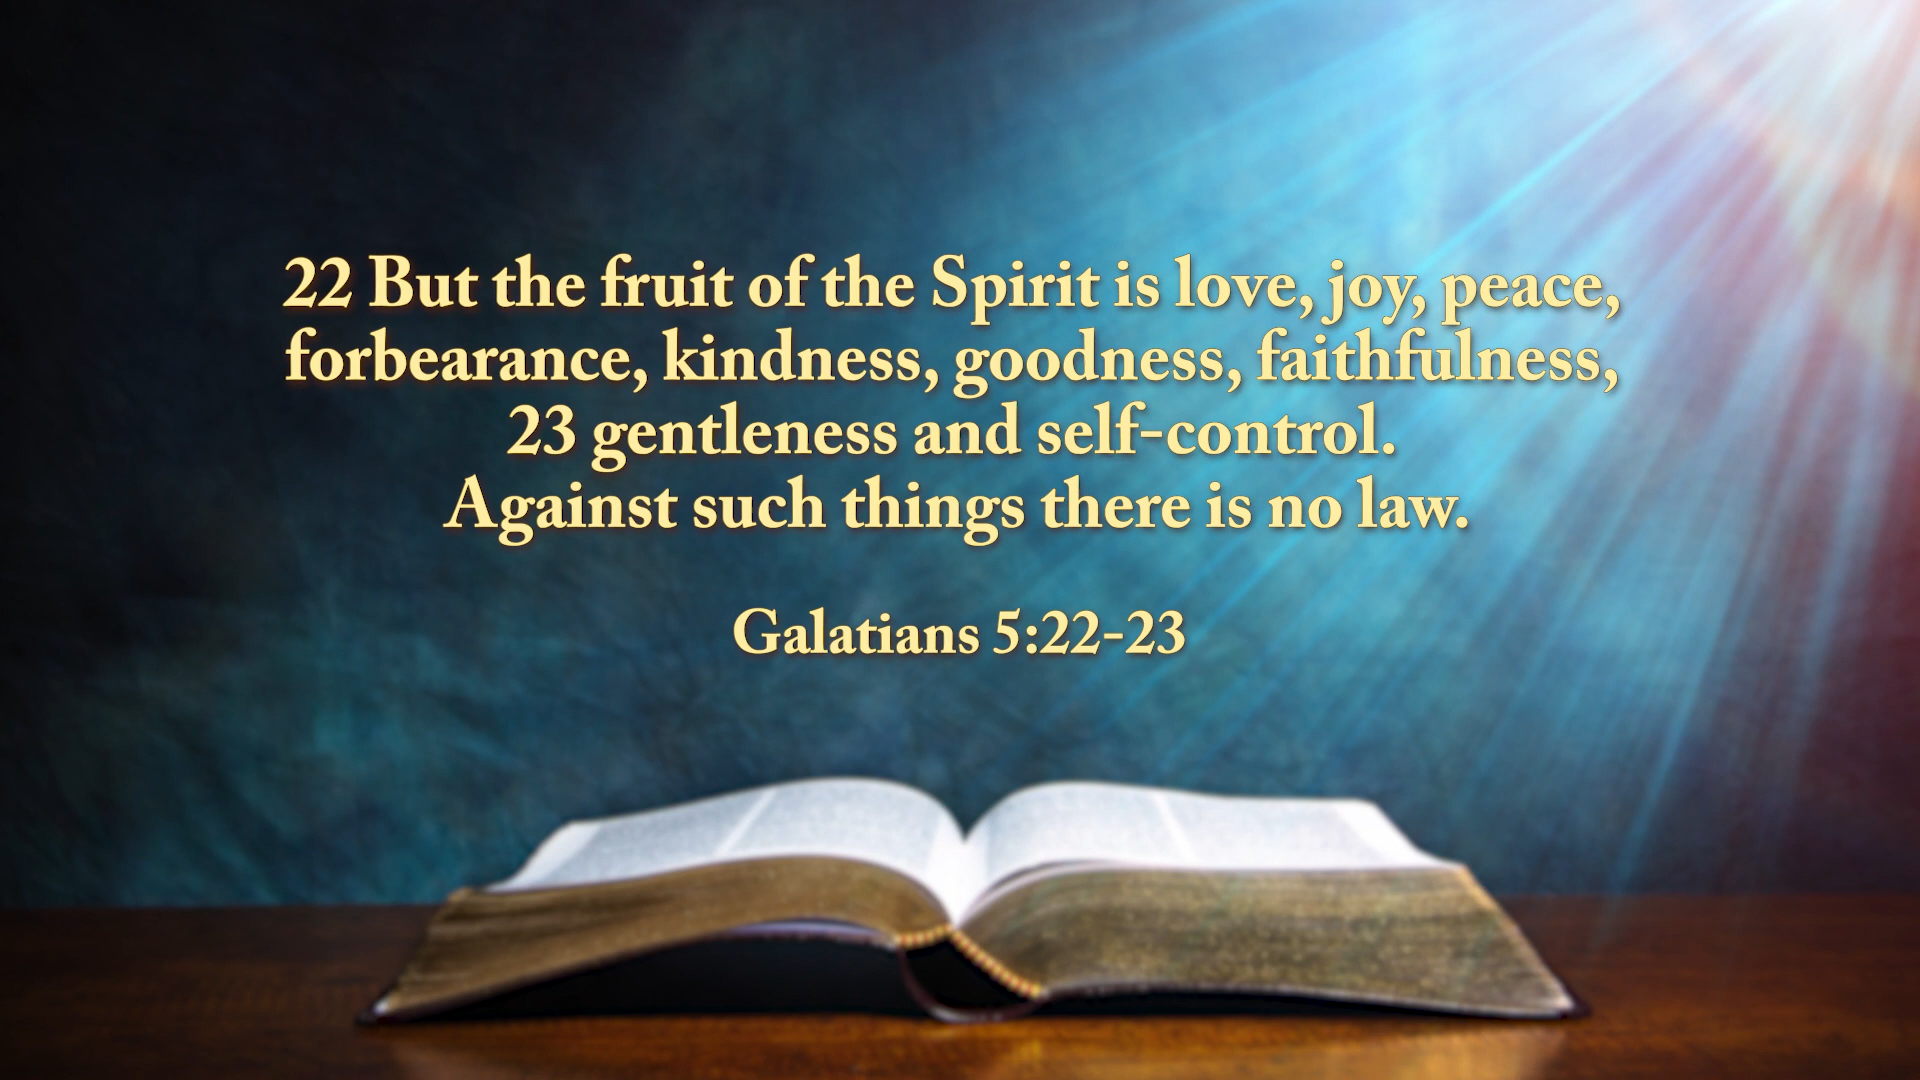 22 But the fruit of the Spirit is love, joy, peace,
forbearance, kindness, goodness, faithfulness,
23 gentleness and self-control.
Against such things there is no law.
Galatians 5:22-23